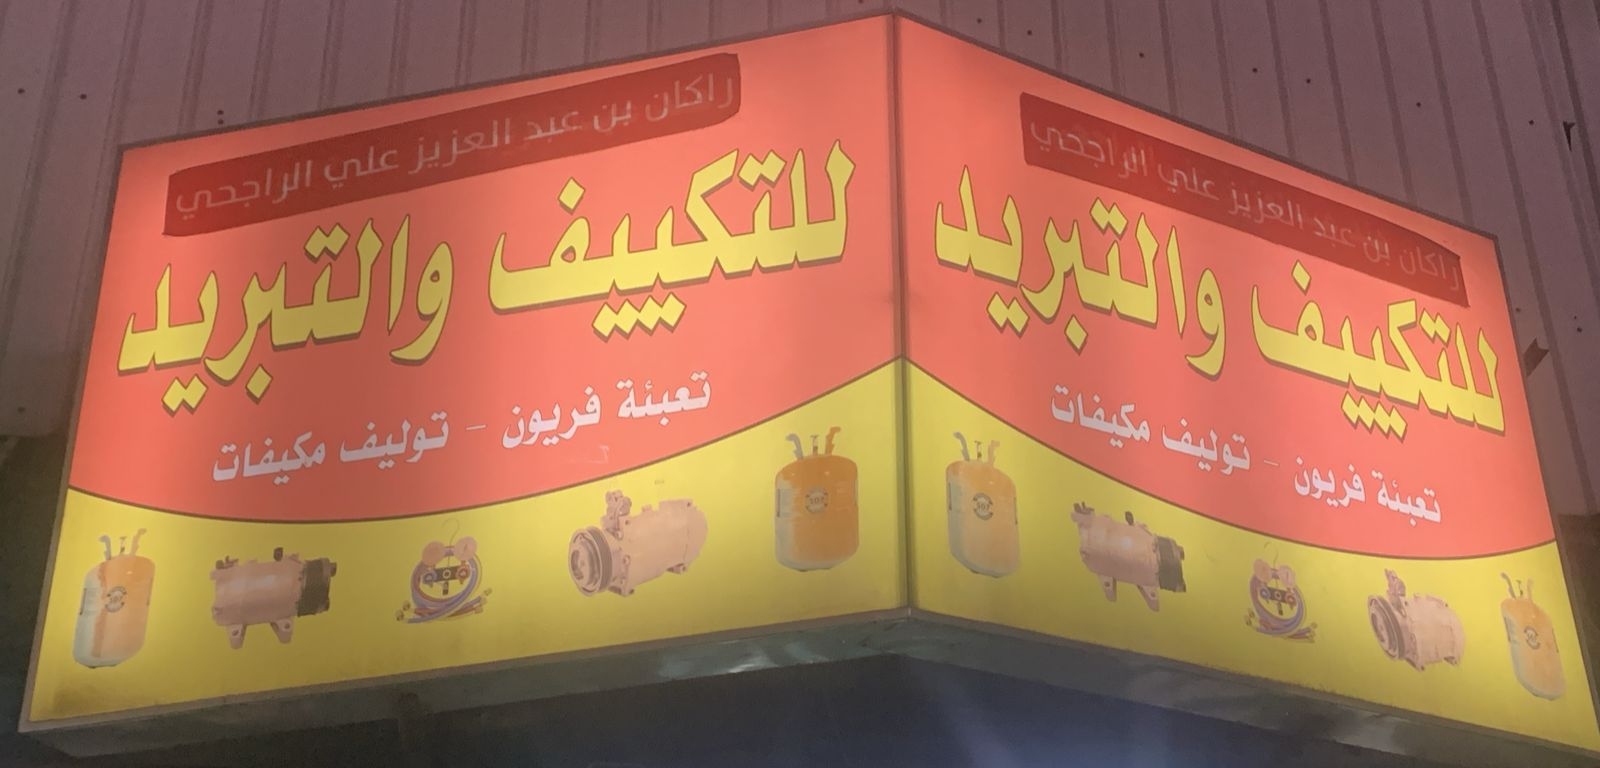 راكان بن عبد العزيز علي الراجحي
للتكييف والتبريد
تعبئة فريون - توليف مكيفات
راكان بن عبد العزيز علي الراجحي
للتكييف والتبريد
تعبئة فريون - توليف مكيفات